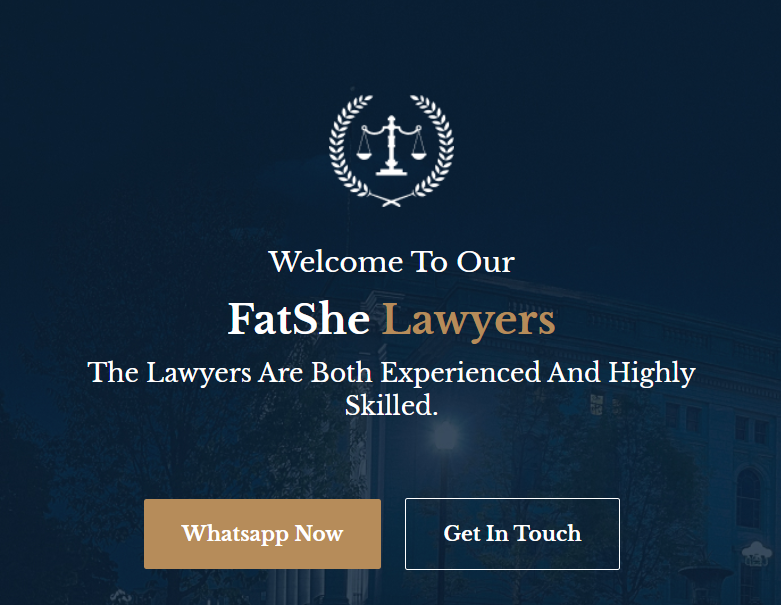 Welcome To Our
FatShe Lawyers
The Lawyers Are Both Experienced And Highly
Skilled.
Whatsapp Now
Get In Touch